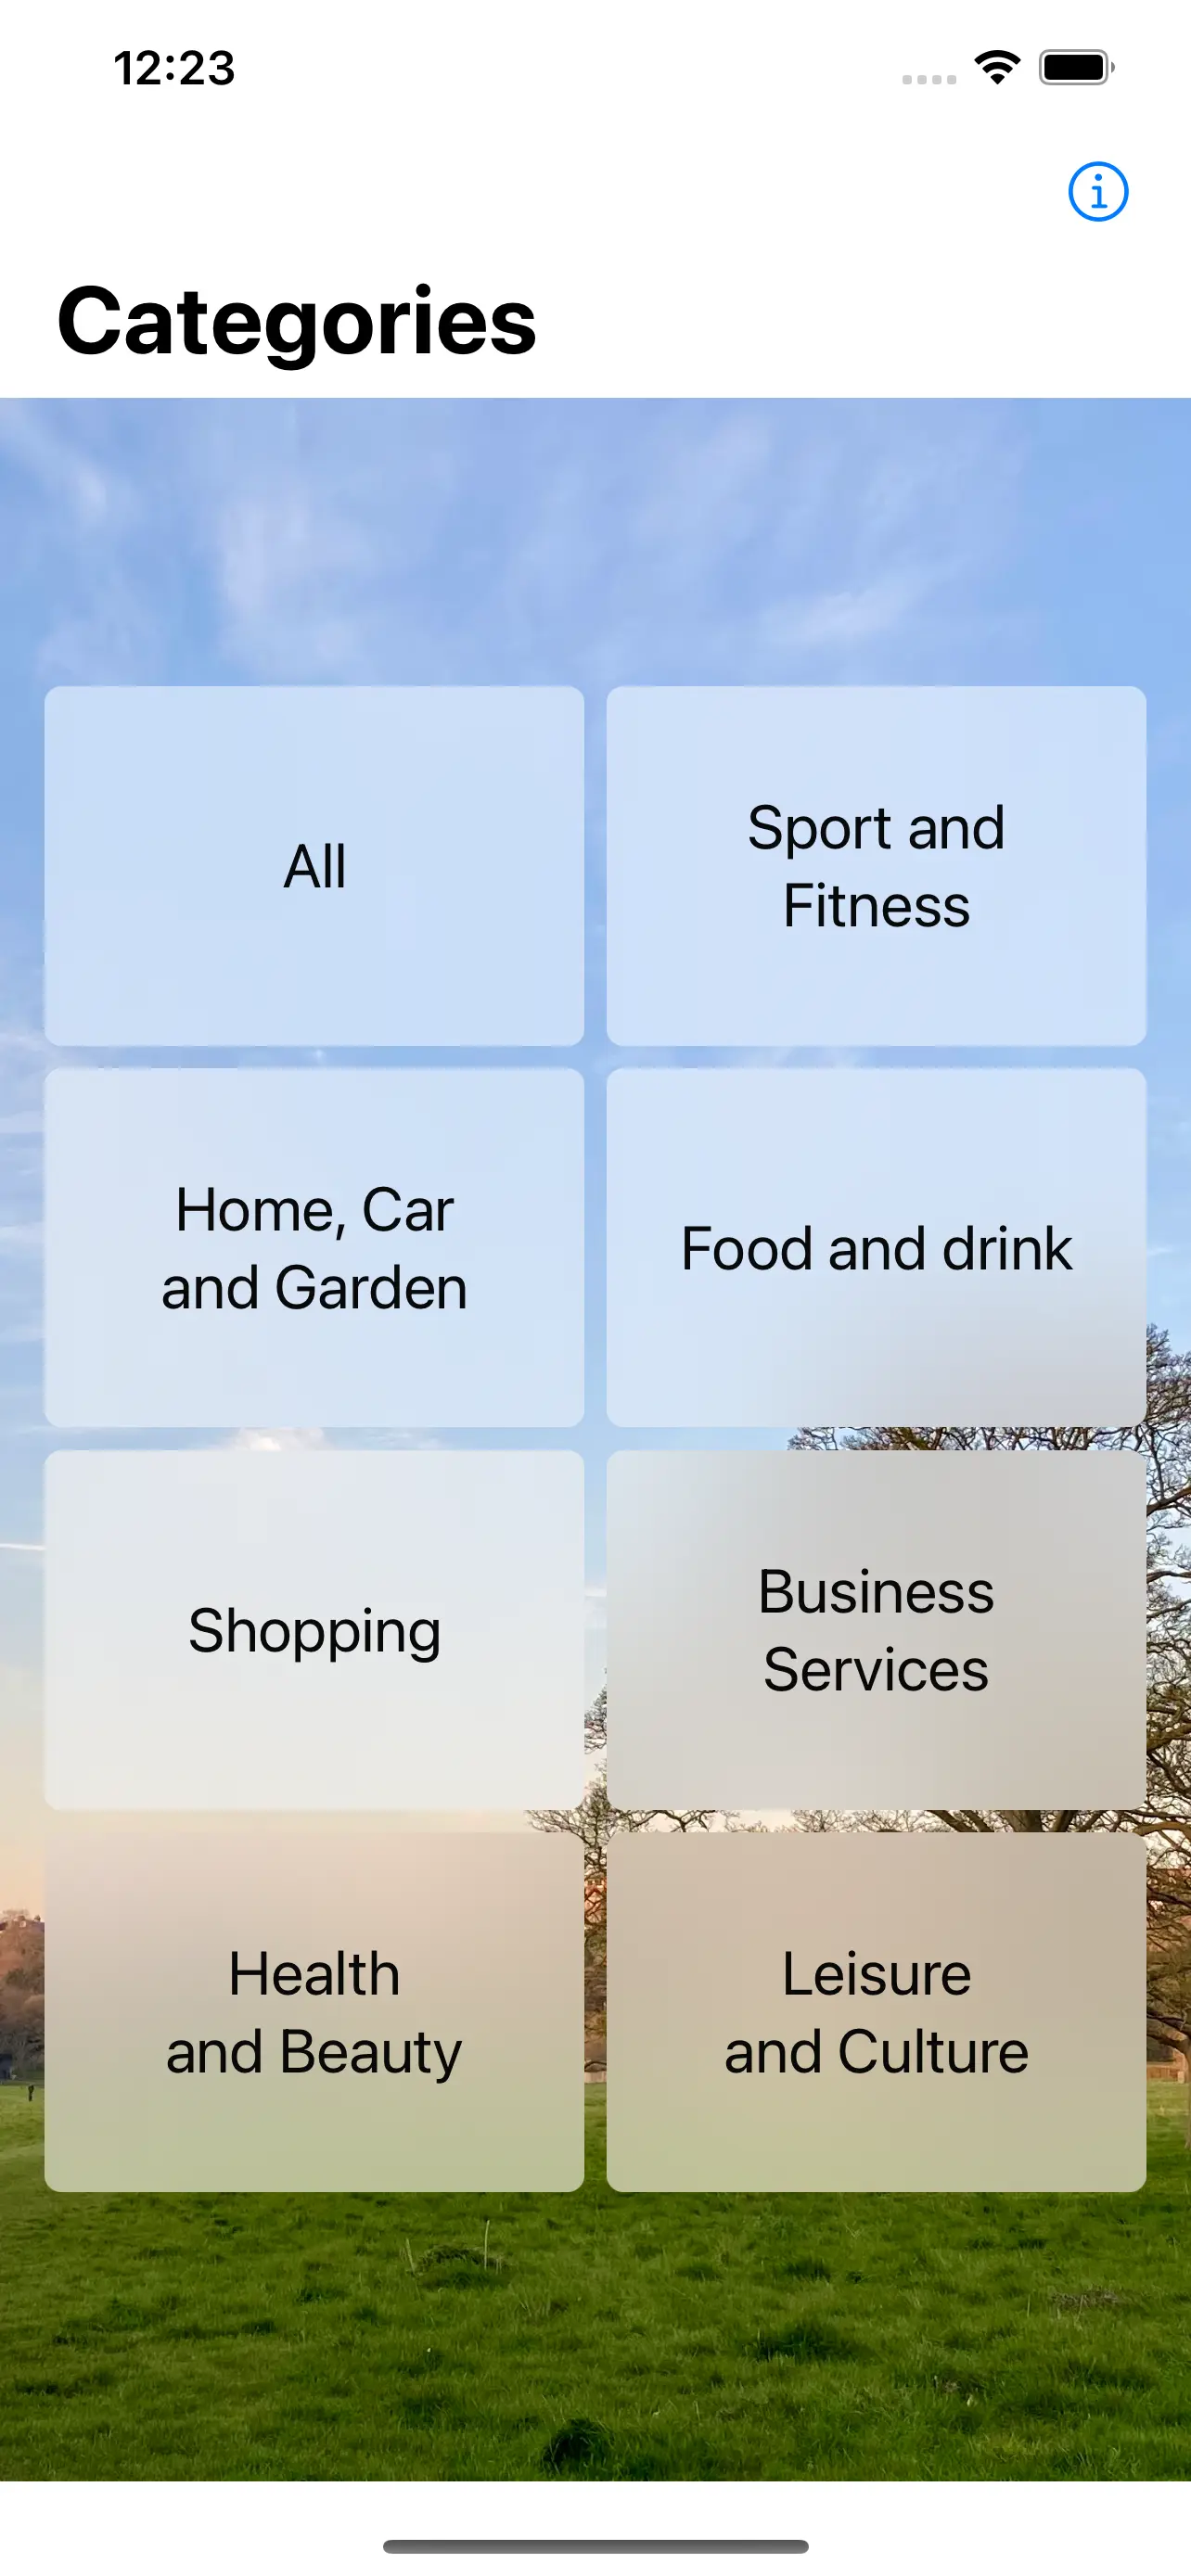 12:23
Categories
All
Sport and
Fitness
Home, Car
and Garden
Food and drink
Shopping
Business
Services
Health
and Beauty
Leisure
and Culture